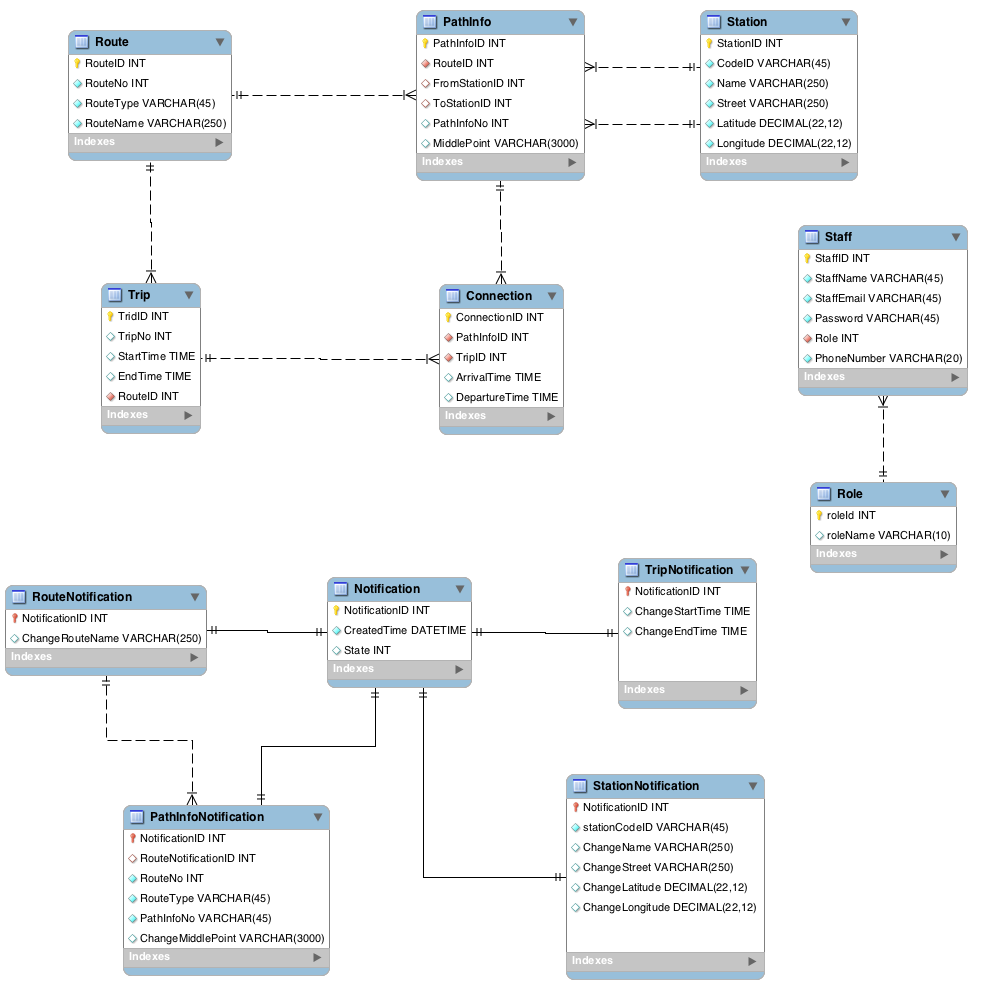 Route
RouteID INT
RouteNo INT
RouteType VARCHAR(45)
RouteName VARCHAR(250)
Indexes
PathInfo
PathInfoID INT
RouteID INT
FromStationID INT
ToStationID INT
PathInfoNo INT
MiddlePoint VARCHAR(3000)
Indexes
Station
StationID INT
CodeID VARCHAR(45)
Name VARCHAR(250)
Street VARCHAR(250)
Latitude DECIMAL(22,12)
Longitude DECIMAL(22,12)
Indexes
Trip
TridID INT
TripNo INT
StartTime TIME
EndTime TIME
RouteID INT
Indexes
Connection
ConnectionID INT
PathInfoID INT
TripID INT
ArrivalTime TIME
DepartureTime TIME
Indexes
Staff
StaffID INT
StaffName VARCHAR(45)
StaffEmail VARCHAR(45)
Password VARCHAR(45)
Role INT
PhoneNumber VARCHAR(20)
Indexes
Role
roleId INT
roleName VARCHAR(10)
Indexes
RouteNotification
NotificationID INT
ChangeRouteName VARCHAR(250)
Indexes
Notification
NotificationID INT
CreatedTime DATETIME
State INT
Indexes
TripNotification
NotificationID INT
ChangeStartTime TIME
ChangeEndTime TIME
Indexes
PathInfoNotification
NotificationID INT
RouteNotificationID INT
RouteNo INT
RouteType VARCHAR(45)
PathInfoNo VARCHAR(45)
ChangeMiddlePoint VARCHAR(3000)
Indexes
StationNotification
NotificationID INT
stationCodeID VARCHAR(45)
ChangeName VARCHAR(250)
ChangeStreet VARCHAR(250)
ChangeLatitude DECIMAL(22,12)
ChangeLongitude DECIMAL(22,12)
Indexes